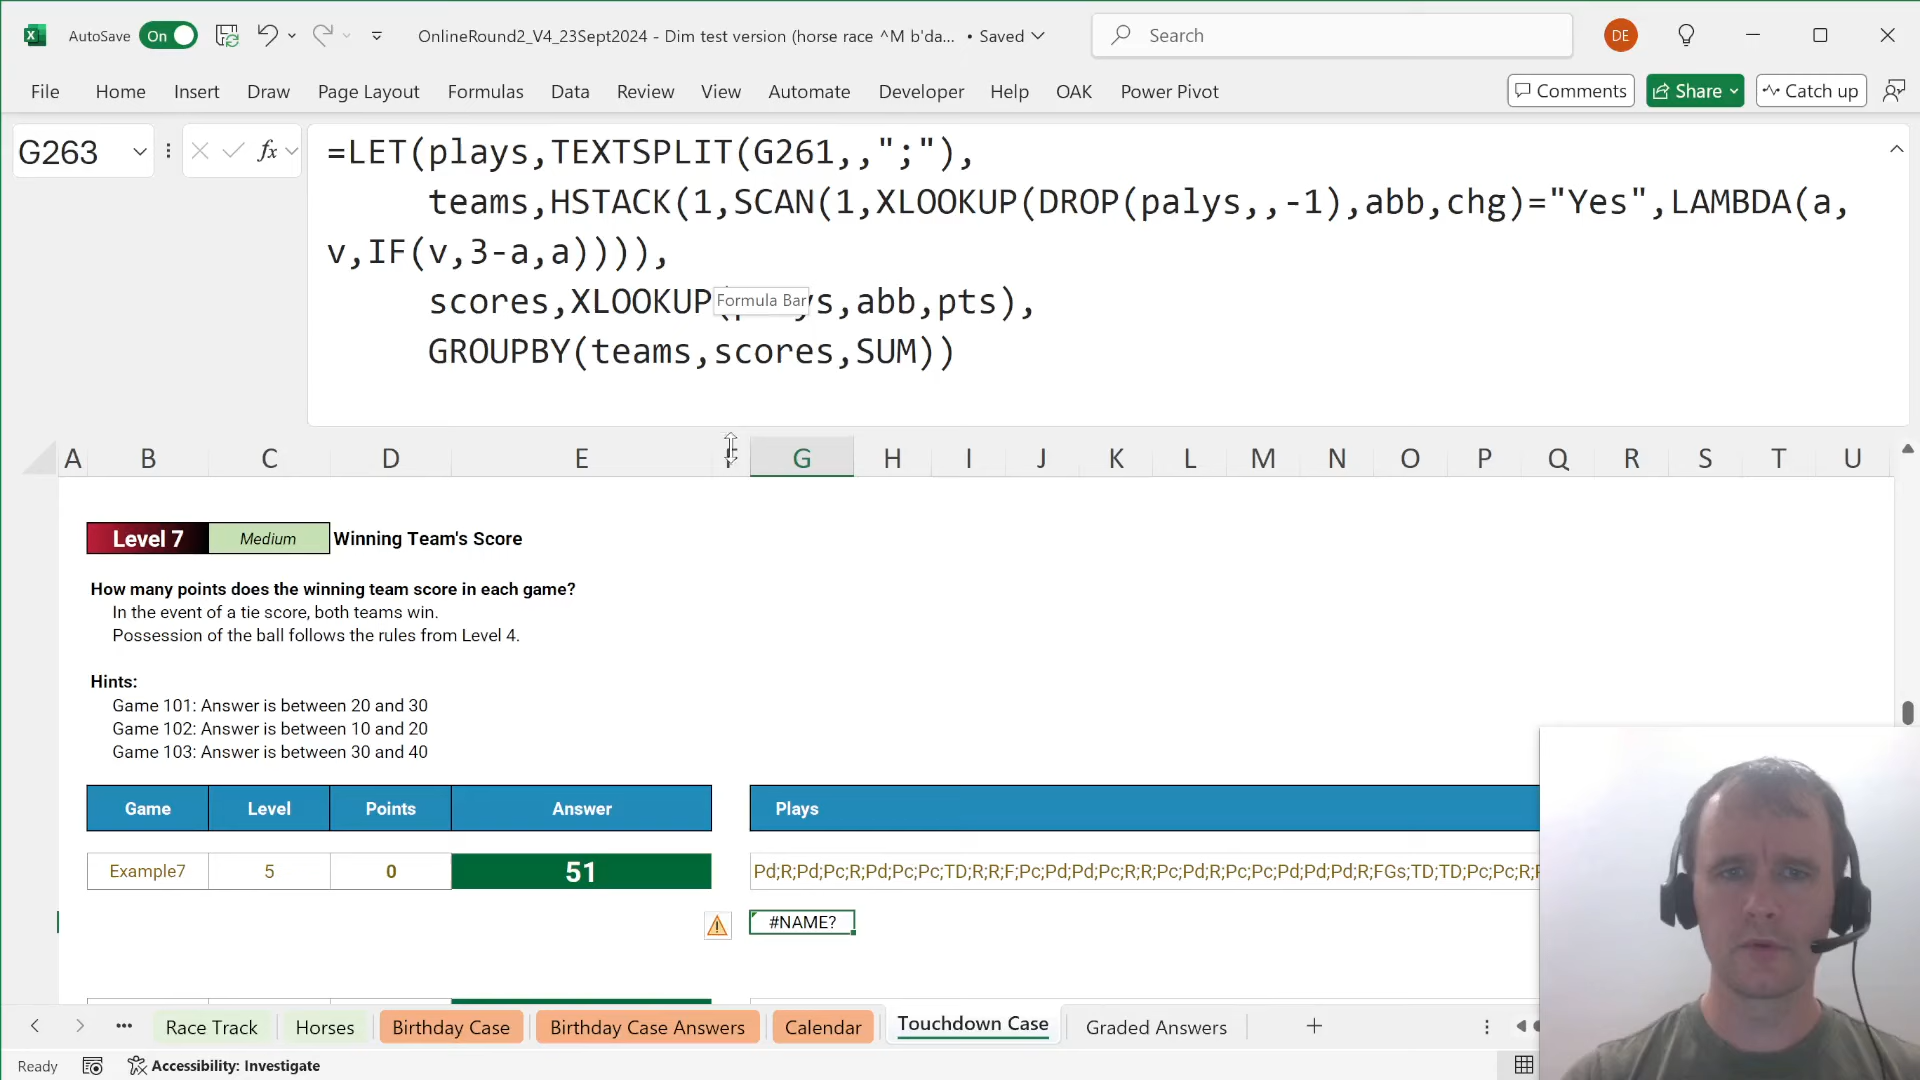 AutoSave On OnlineRound2_V4_23Sept2024 - Dim test version (horse race ^M b'da... • Saved Search DE
File Home Insert Draw Page Layout Formulas Data Review View Automate Developer Help OAK Power Pivot Comments Share Catch up
G263 fx =LET(plays,TEXTSPLIT(G261,,";"),
teams,HSTACK(1,SCAN(1,XLOOKUP(DROP(palys,,-1),abb,chg)="Yes",LAMBDA(a,
v,IF(v,3-a,a)))),
scores,XLOOKUP( s,abb,pts),
Formula Bar
GROUPBY(teams,scores,SUM))
A B C D E F G H I J K L M N O P Q R S T U
Level 7 Medium Winning Team's Score
How many points does the winning team score in each game?
In the event of a tie score, both teams win.
Possession of the ball follows the rules from Level 4.
Hints:
Game 101: Answer is between 20 and 30
Game 102: Answer is between 10 and 20
Game 103: Answer is between 30 and 40
Game Level Points Answer Plays
Example7 5 0 51 Pd;R;Pd;Pc;R;Pd;Pc;Pc;TD;R;R;F;Pc;Pd;Pd;Pc;R;R;Pc;Pd;R;Pc;Pc;Pd;Pd;Pd;R;FGs;TD;TD;Pc;Pc;R;
#NAME?
Race Track Horses Birthday Case Birthday Case Answers Calendar Touchdown Case Graded Answers
Ready Accessibility: Investigate